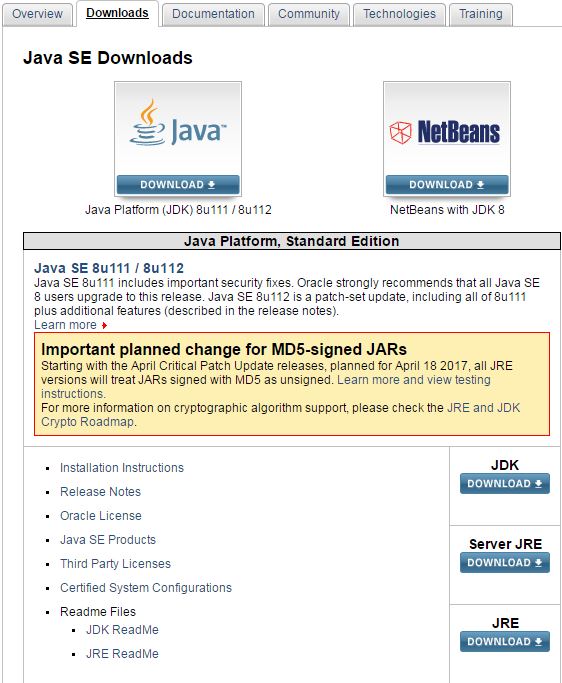 Overview Downloads Documentation Community Technologies Training
Java SE Downloads
Java™
NetBeans
DOWNLOAD
DOWNLOAD
Java Platform (JDK) 8u111 / 8u112
NetBeans with JDK 8
Java Platform, Standard Edition
Java SE 8u111 / 8u112
Java SE 8u111 includes important security fixes. Oracle strongly recommends that all Java SE
8 users upgrade to this release. Java SE 8u112 is a patch-set update, including all of 8u111
plus additional features (described in the release notes).
Learn more
Important planned change for MD5-signed JARs
Starting with the April Critical Patch Update releases, planned for April 18 2017, all JRE
versions will treat JARs signed with MD5 as unsigned. Learn more and view testing
instructions.
For more information on cryptographic algorithm support, please check the JRE and JDK
Crypto Roadmap.
Installation Instructions
Release Notes
Oracle License
Java SE Products
Third Party Licenses
Certified System Configurations
Readme Files
JDK ReadMe
JRE ReadMe
JDK
DOWNLOAD
Server JRE
DOWNLOAD
JRE
DOWNLOAD